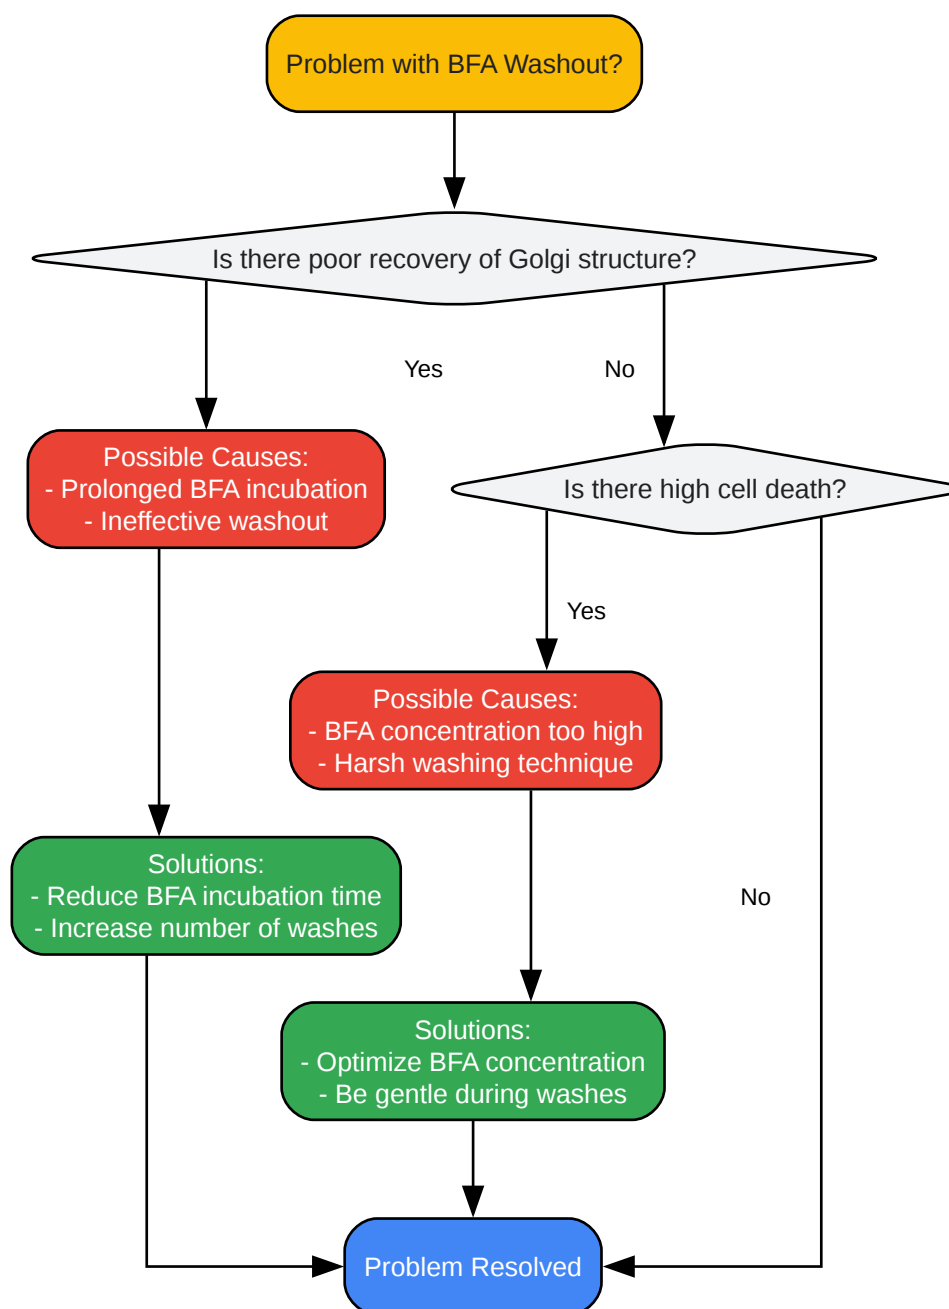 Problem with BFA Washout?
Is there poor recovery of Golgi structure?
Yes
No
Possible Causes:
- Prolonged BFA incubation
- Ineffective washout
Is there high cell death?
Yes
Possible Causes:
- BFA concentration too high
- Harsh washing technique
Solutions:
- Reduce BFA incubation time
- Increase number of washes
No
Solutions:
- Optimize BFA concentration
- Be gentle during washes
Problem Resolved